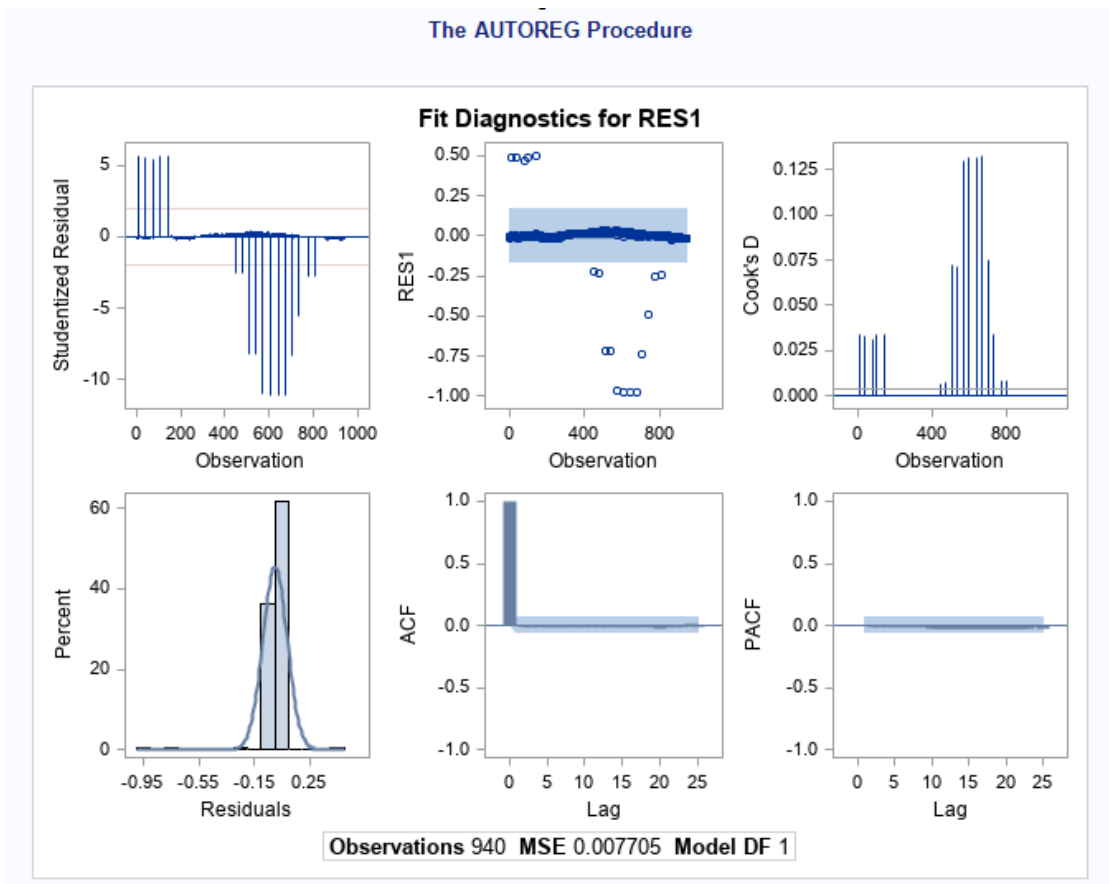 The AUTOREG Procedure
Fit Diagnostics for RES1
Studentized Residual
5
0
-5
-10
0 200 400 600 800 1000
Observation
RES1
0.50
0.25
0.00
-0.25
-0.50
-0.75
-1.00
0 400 800
Observation
Cook's D
0.125
0.100
0.075
0.050
0.025
0.000
0 400 800
Observation
Percent
60
40
20
0
-0.95 -0.55 -0.15 0.25
Residuals
ACF
1.0
0.5
0.0
-0.5
-1.0
0 5 10 15 20 25
Lag
PACF
1.0
0.5
0.0
-0.5
-1.0
0 5 10 15 20 25
Lag
Observations 940 MSE 0.007705 Model DF 1